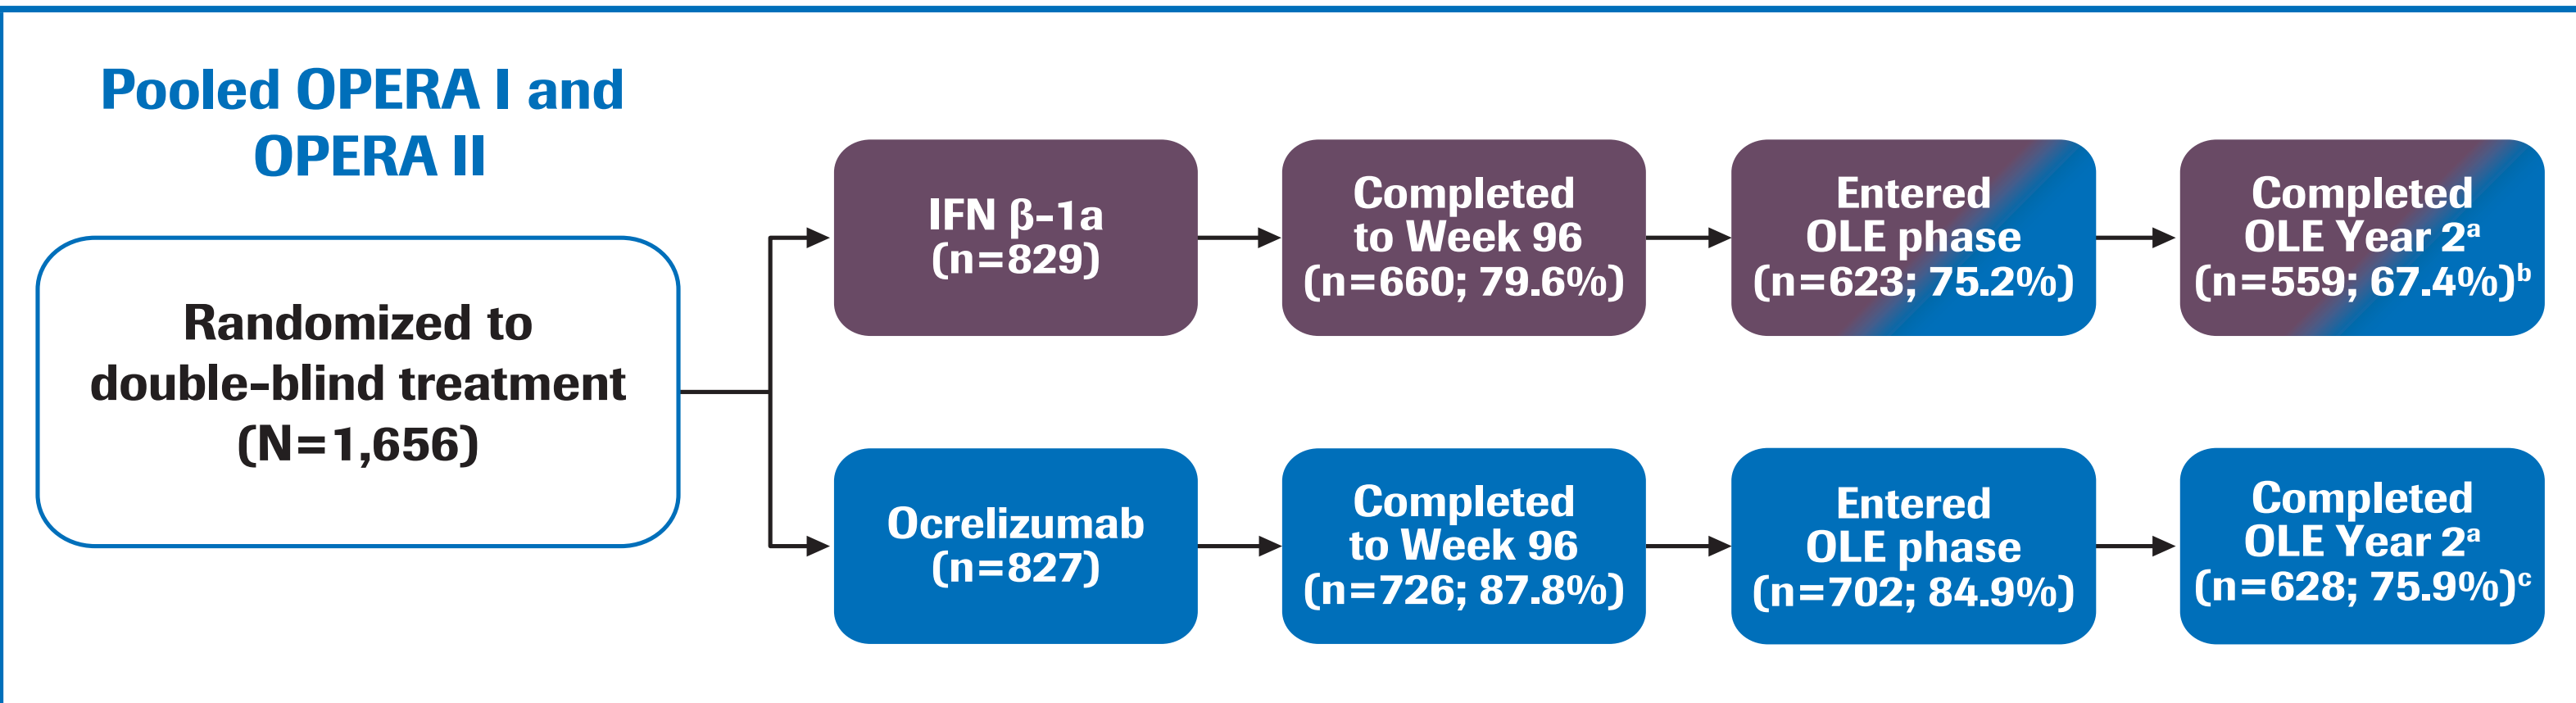 Pooled OPERA I and
OPERA II
Randomized to
double-blind treatment
(N=1,656)
IFN β-1a
(n=829)
Completed
to Week 96
(n=660; 79.6%)
Entered
OLE phase
(n=623; 75.2%)
Completed
OLE Year 2ᵃ
(n=559; 67.4%)ᵇ
Ocrelizumab
(n=827)
Completed
to Week 96
(n=726; 87.8%)
Entered
OLE phase
(n=702; 84.9%)
Completed
OLE Year 2ᵃ
(n=628; 75.9%)ᶜ